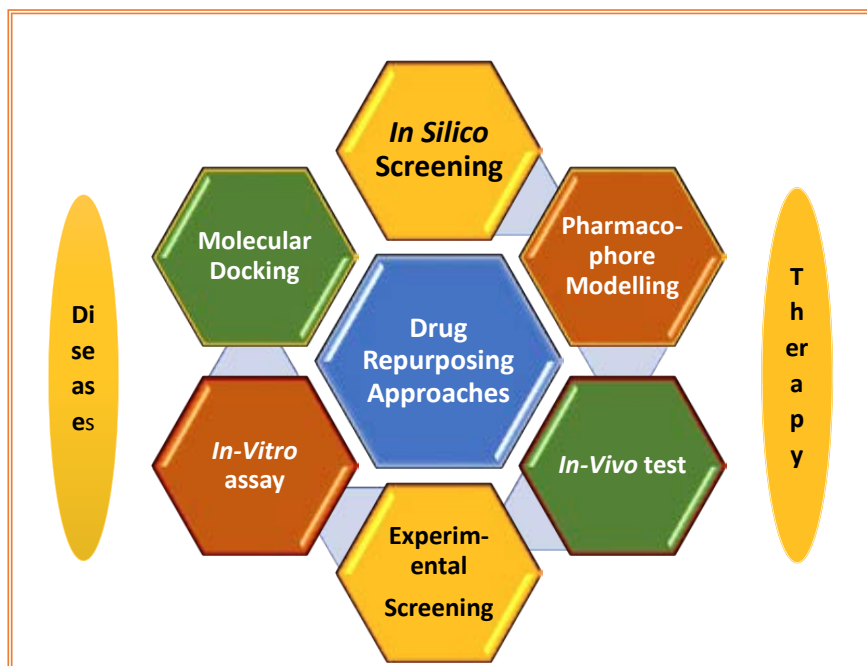 In Silico
Screening
Molecular
Docking
Pharmaco-
phore
Modelling
Di
se
as
es
Drug
Repurposing
Approaches
T
h
er
a
p
y
In-Vitro
assay
In-Vivo test
Experim-
ental
Screening